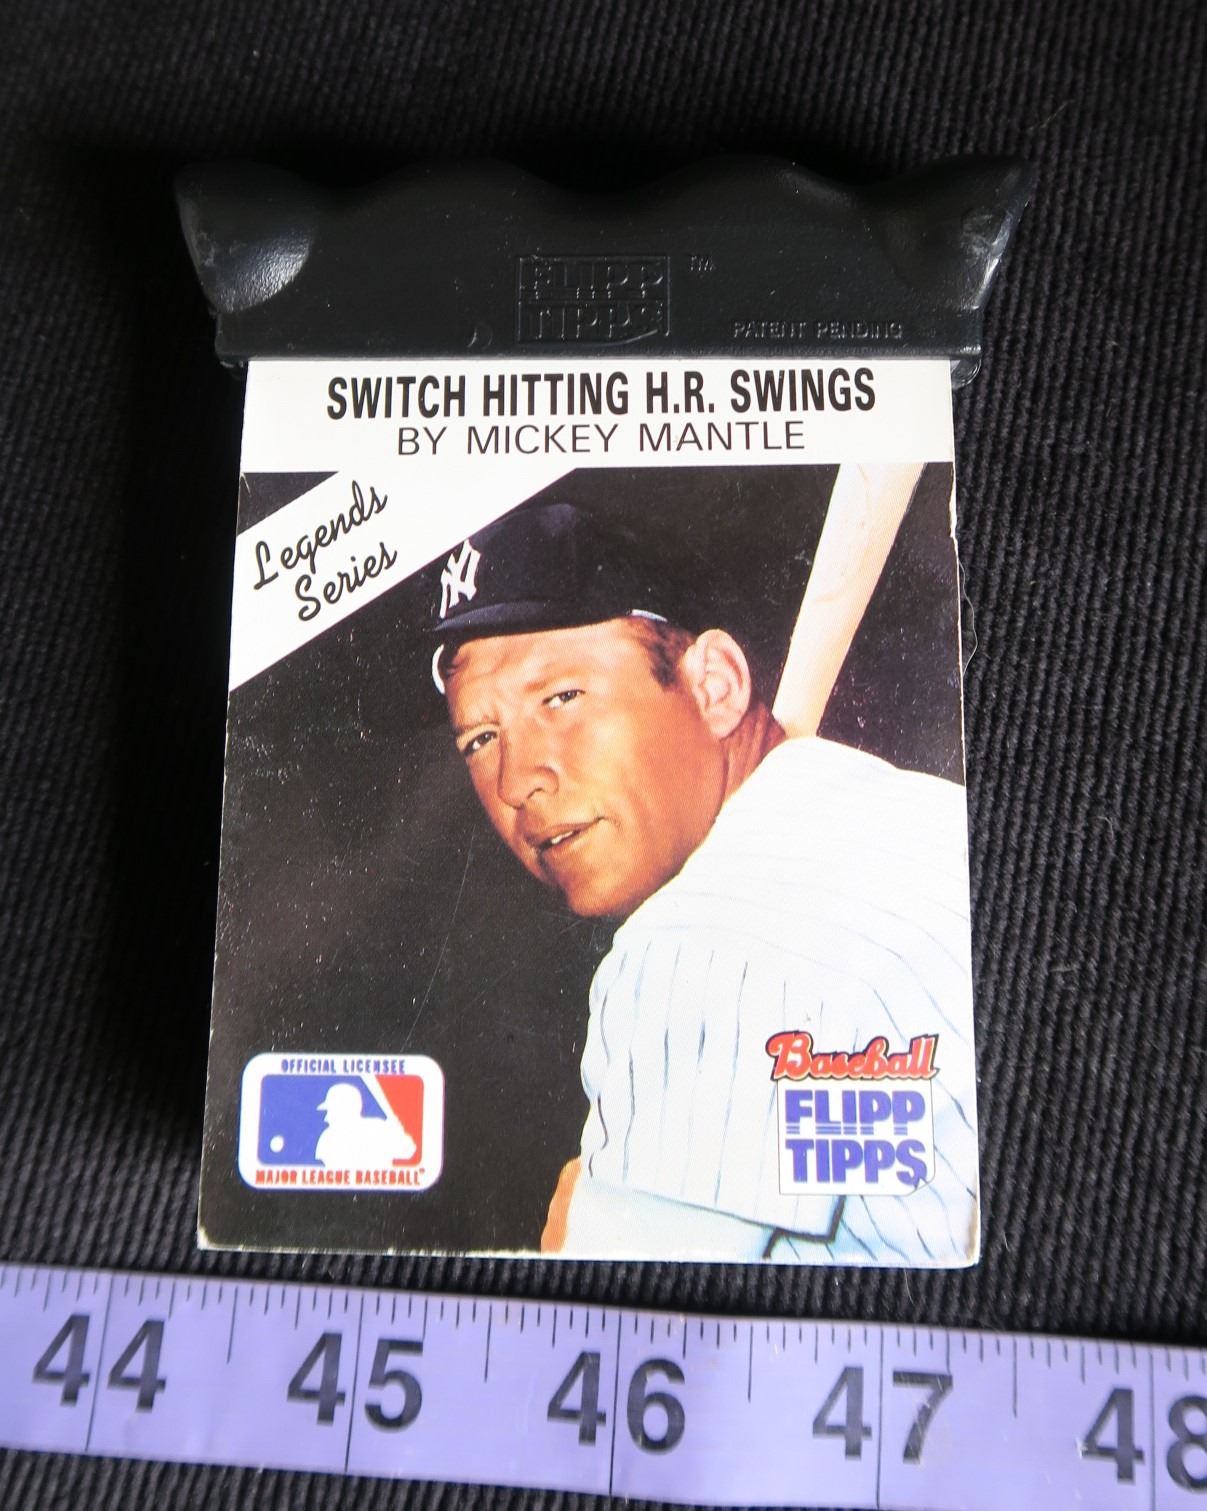 FLIPP TM
TIPPS
PATENT PENDING
SWITCH HITTING H.R. SWINGS
BY MICKEY MANTLE
Legends
Series
NY
OFFICIAL LICENSEE
MAJOR LEAGUE BASEBALL
Baseball
FLIPP
TIPPS
44 45 46 47 48